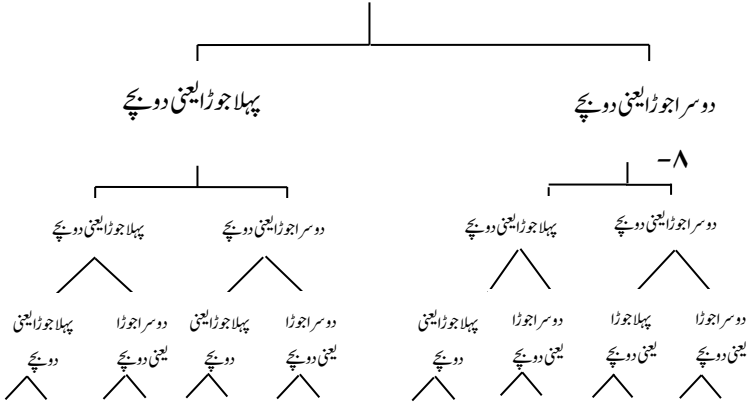 دوسرا جوڑا یعنی دو بچے پہلا جوڑا یعنی دو بچے
۸-
دوسرا جوڑا یعنی دو بچے پہلا جوڑا یعنی دو بچے دوسرا جوڑا یعنی دو بچے پہلا جوڑا یعنی دو بچے
دوسرا جوڑا پہلا جوڑا دوسرا جوڑا پہلا جوڑا یعنی دوسرا جوڑا پہلا جوڑا یعنی دوسرا جوڑا پہلا جوڑا یعنی
یعنی دو بچے یعنی دو بچے یعنی دو بچے دو بچے یعنی دو بچے دو بچے یعنی دو بچے دو بچے